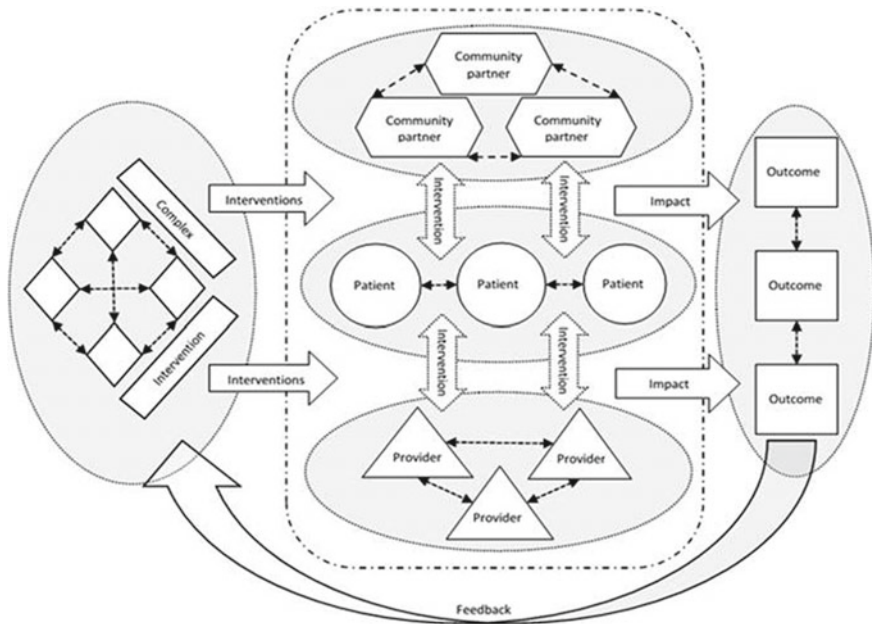 Community
partner
Community
partner
Community
partner
Complex
Intervention
Interventions
Interventions
Intervention
Intervention
Patient
Patient
Patient
Intervention
Intervention
Provider
Provider
Provider
Impact
Impact
Outcome
Outcome
Outcome
Feedback